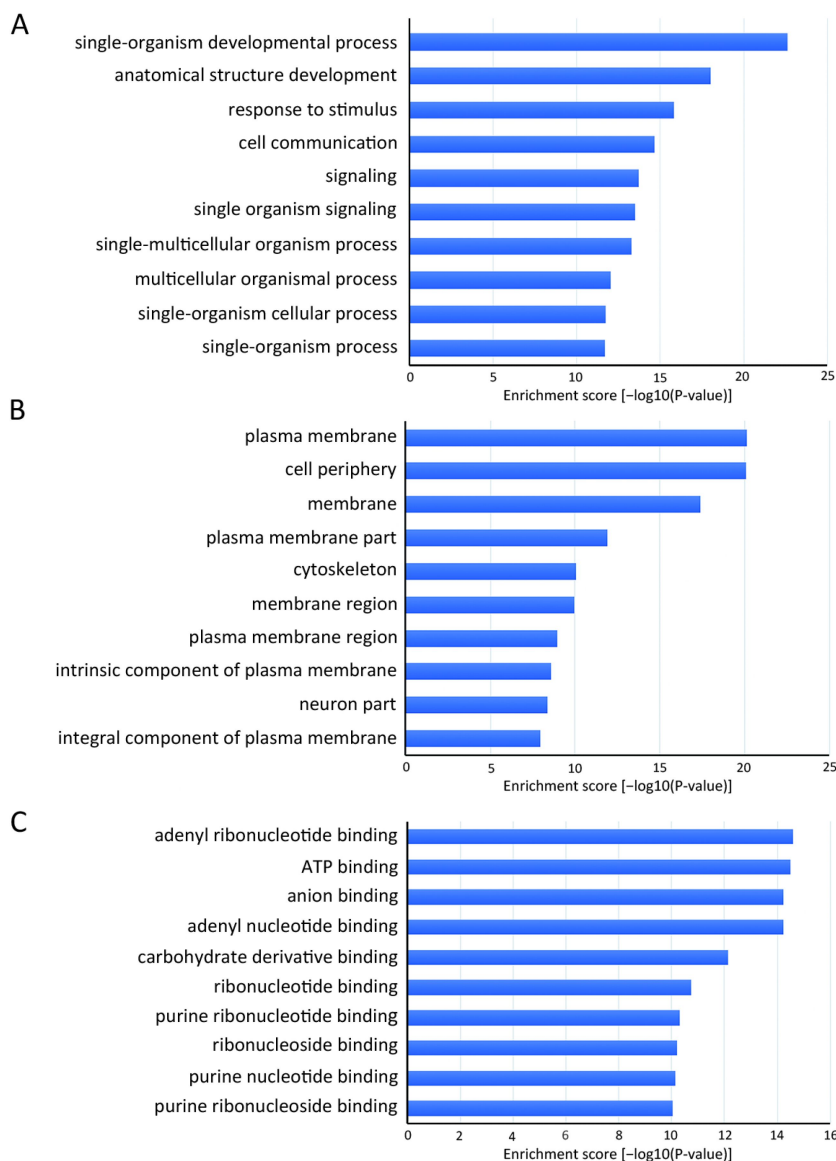 A
single-organism developmental process
anatomical structure development
response to stimulus
cell communication
signaling
single organism signaling
single-multicellular organism process
multicellular organismal process
single-organism cellular process
single-organism process
0 5 10 15 20 25
Enrichment score [−log10(P-value)]
B
plasma membrane
cell periphery
membrane
plasma membrane part
cytoskeleton
membrane region
plasma membrane region
intrinsic component of plasma membrane
neuron part
integral component of plasma membrane
0 5 10 15 20 25
Enrichment score [−log10(P-value)]
C
adenyl ribonucleotide binding
ATP binding
anion binding
adenyl nucleotide binding
carbohydrate derivative binding
ribonucleotide binding
purine ribonucleotide binding
ribonucleoside binding
purine nucleotide binding
purine ribonucleoside binding
0 2 4 6 8 10 12 14 16
Enrichment score [−log10(P-value)]